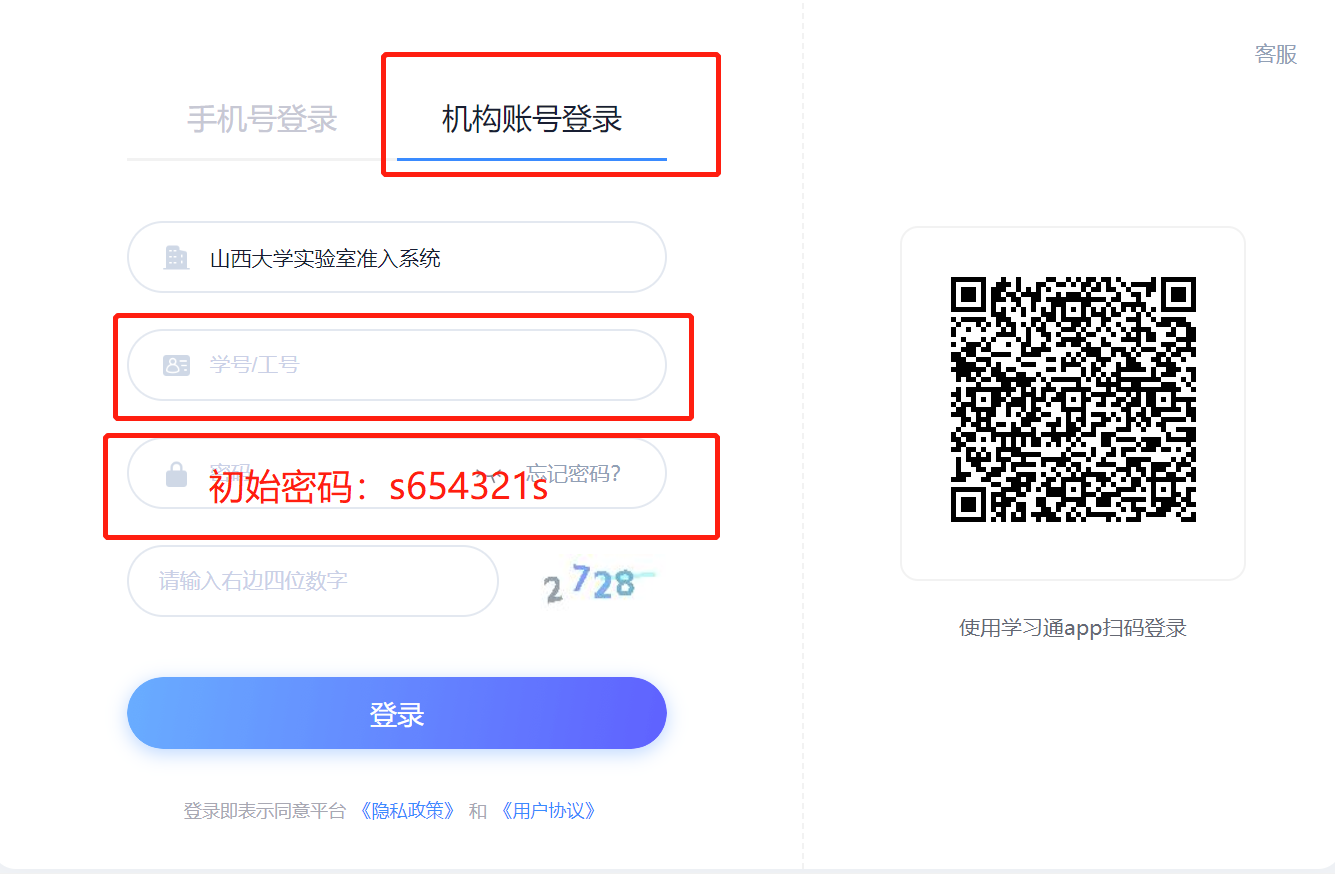 客服
手机号登录
机构账号登录
山西大学实验室准入系统
学号/工号
密码
忘记密码?
初始密码：s654321s
请输入右边四位数字
2728
登录
登录即表示同意平台 《隐私政策》 和 《用户协议》
使用学习通app扫码登录